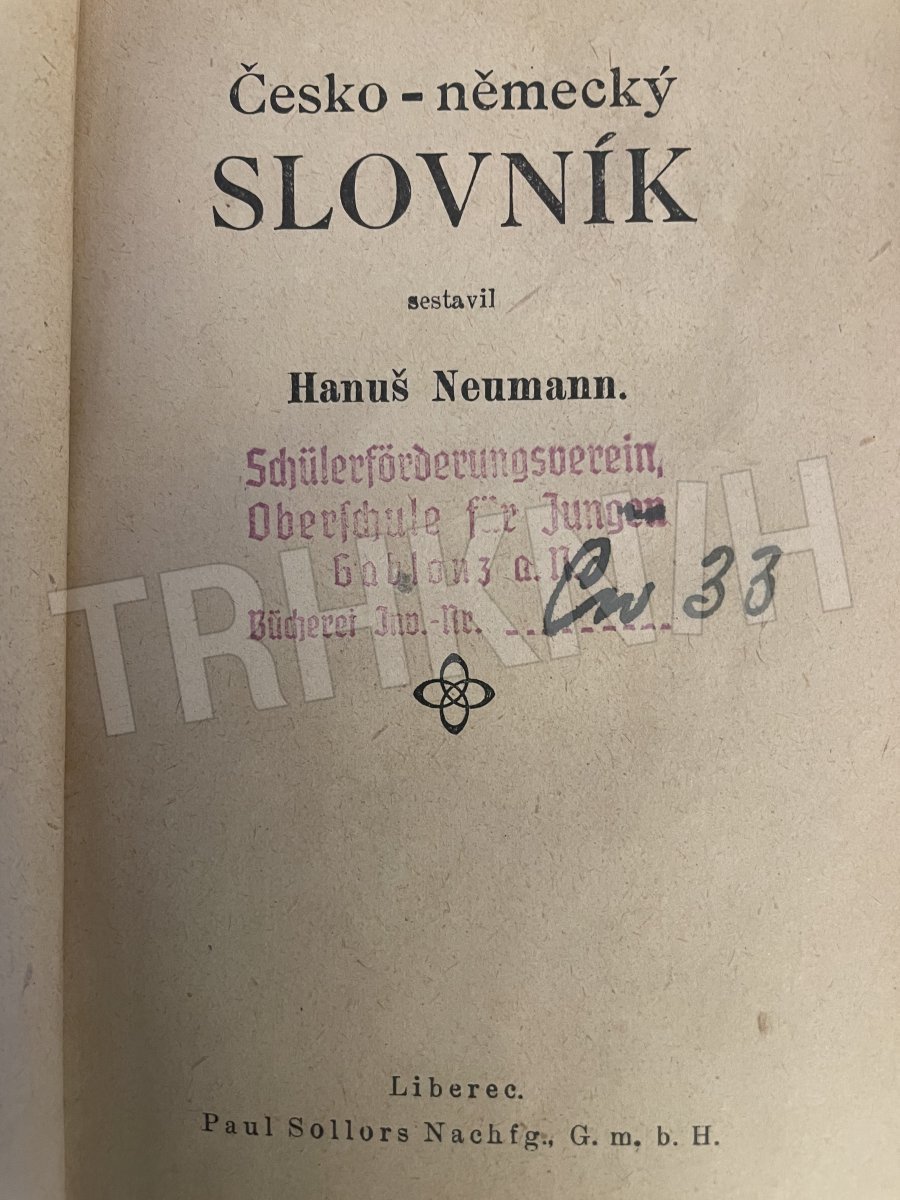 Česko-německý
SLOVNÍK
sestavil
Hanuš Neumann.
Schülerförderungsverein,
Oberschule für Jungen
Gablonz a. N.
Bücherei Inv.-Nr. 33
TRHKNIH
Liberec.
Paul Sollors Nachfg., G. m. b. H.